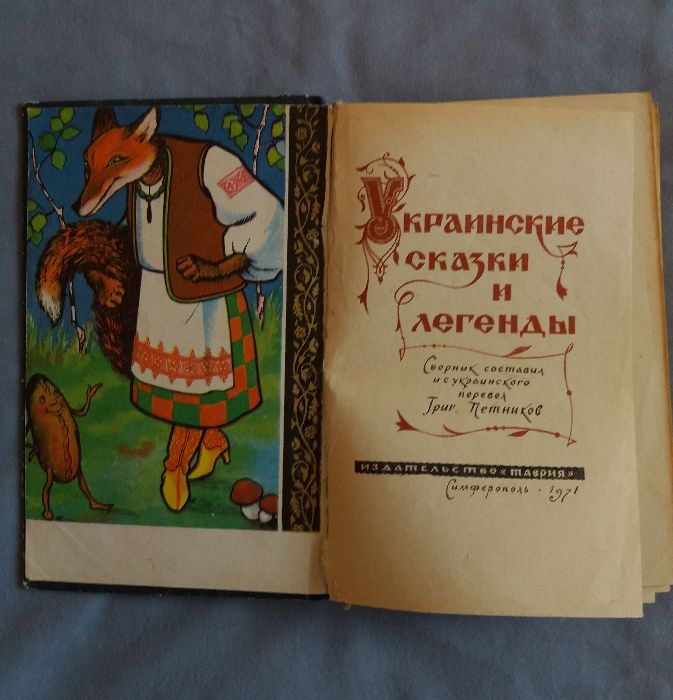 Украинские
сказки
и
легенды
Сборник составил
и с украинского
перевел
Григ. Петников
ИЗДАТЕЛЬСТВО «ТАВРИЯ»
Симферополь · 1971